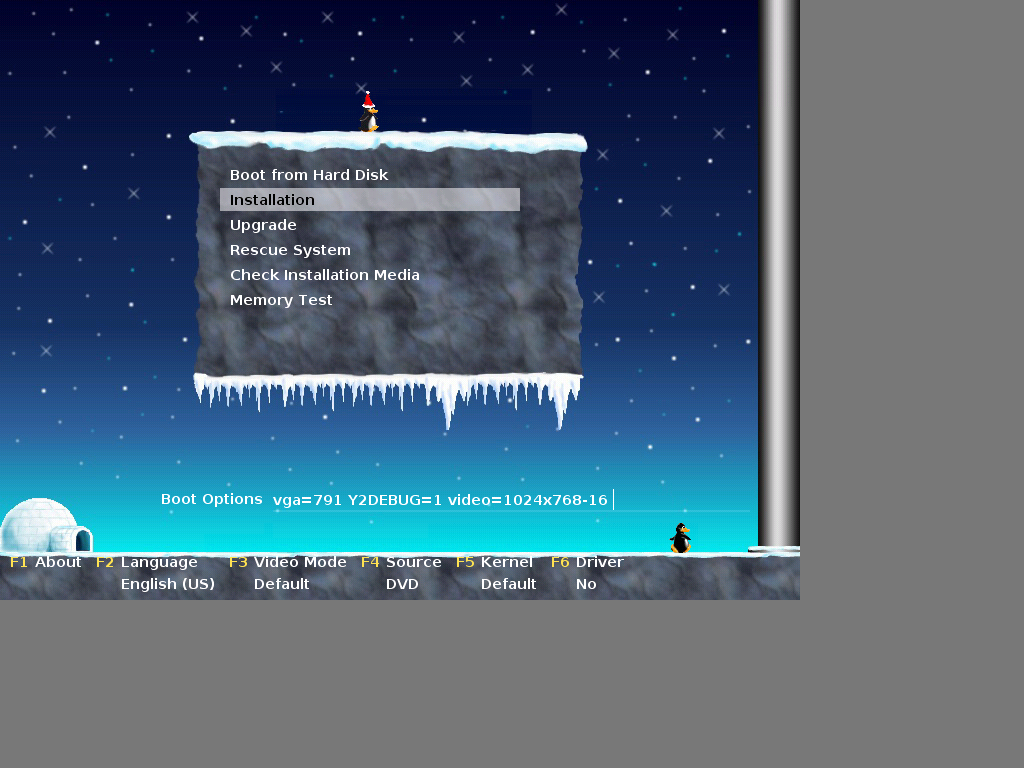 Boot from Hard Disk
Installation
Upgrade
Rescue System
Check Installation Media
Memory Test
Boot Options vga=791 Y2DEBUG=1 video=1024x768-16
F1 About F2 Language F3 Video Mode F4 Source F5 Kernel F6 Driver
English (US) Default DVD Default No